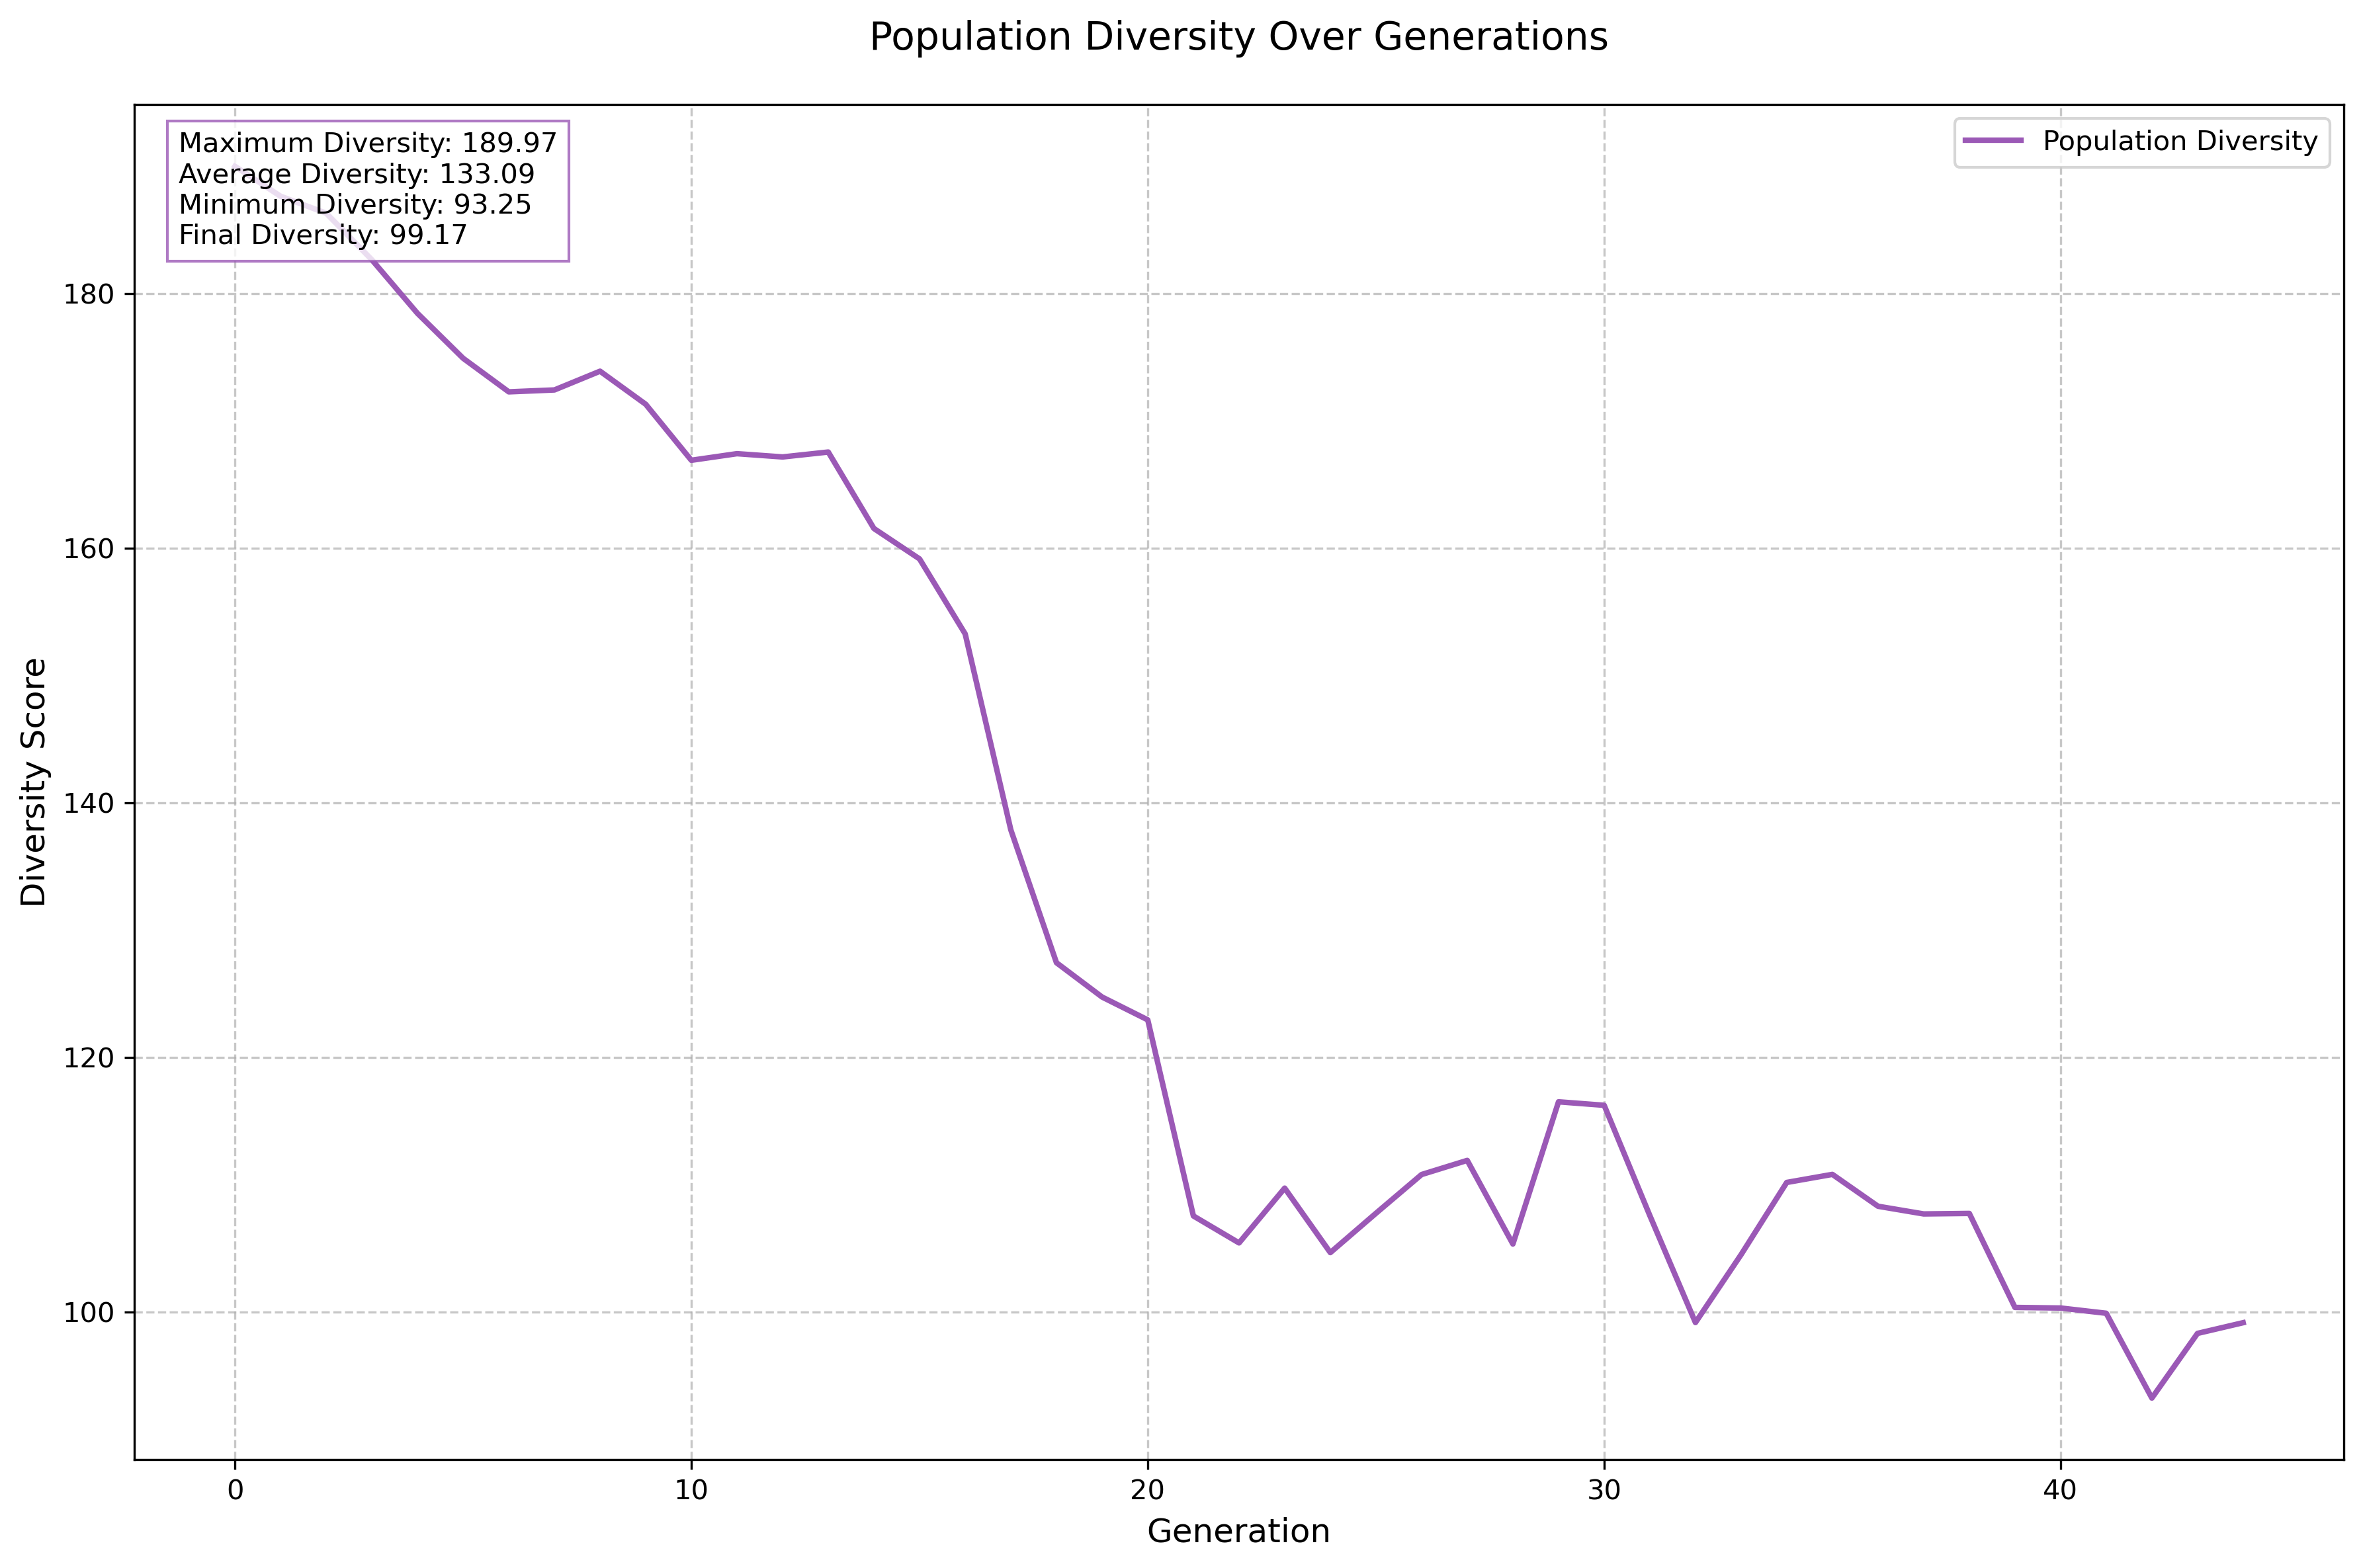 Population Diversity Over Generations
Maximum Diversity: 189.97
Average Diversity: 133.09
Minimum Diversity: 93.25
Final Diversity: 99.17
Population Diversity
Diversity Score
180
160
140
120
100
0
10
20
30
40
Generation